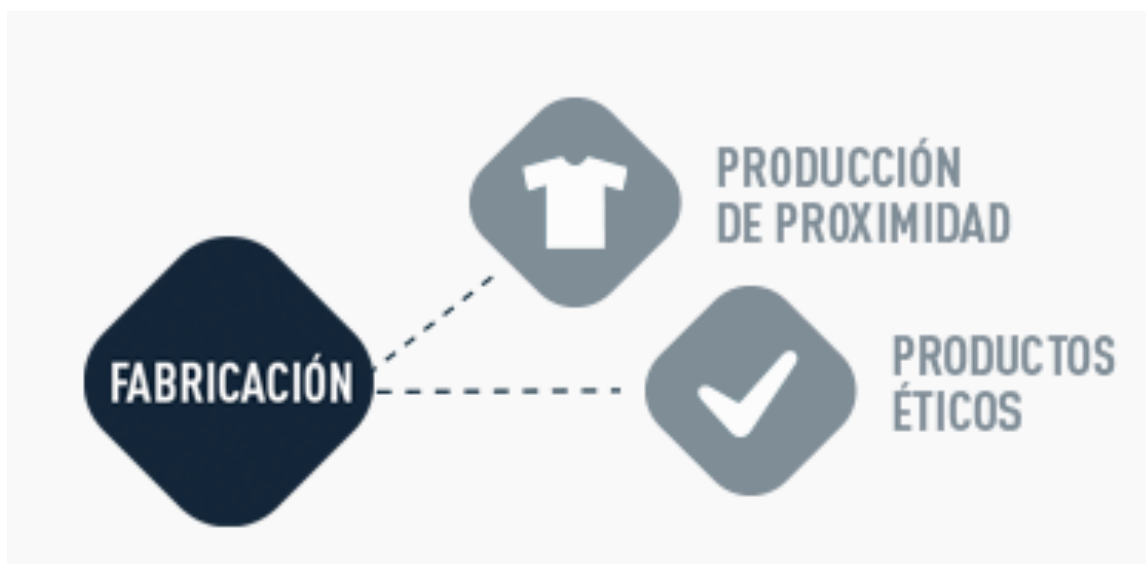 PRODUCCIÓN
DE PROXIMIDAD
FABRICACIÓN
PRODUCTOS
ÉTICOS